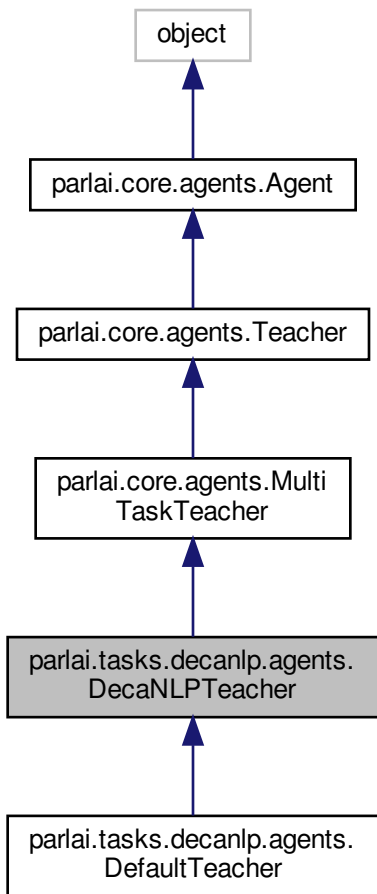 object
parlai.core.agents.Agent
parlai.core.agents.Teacher
parlai.core.agents.Multi
TaskTeacher
parlai.tasks.decanlp.agents.
DecaNLPTeacher
parlai.tasks.decanlp.agents.
DefaultTeacher